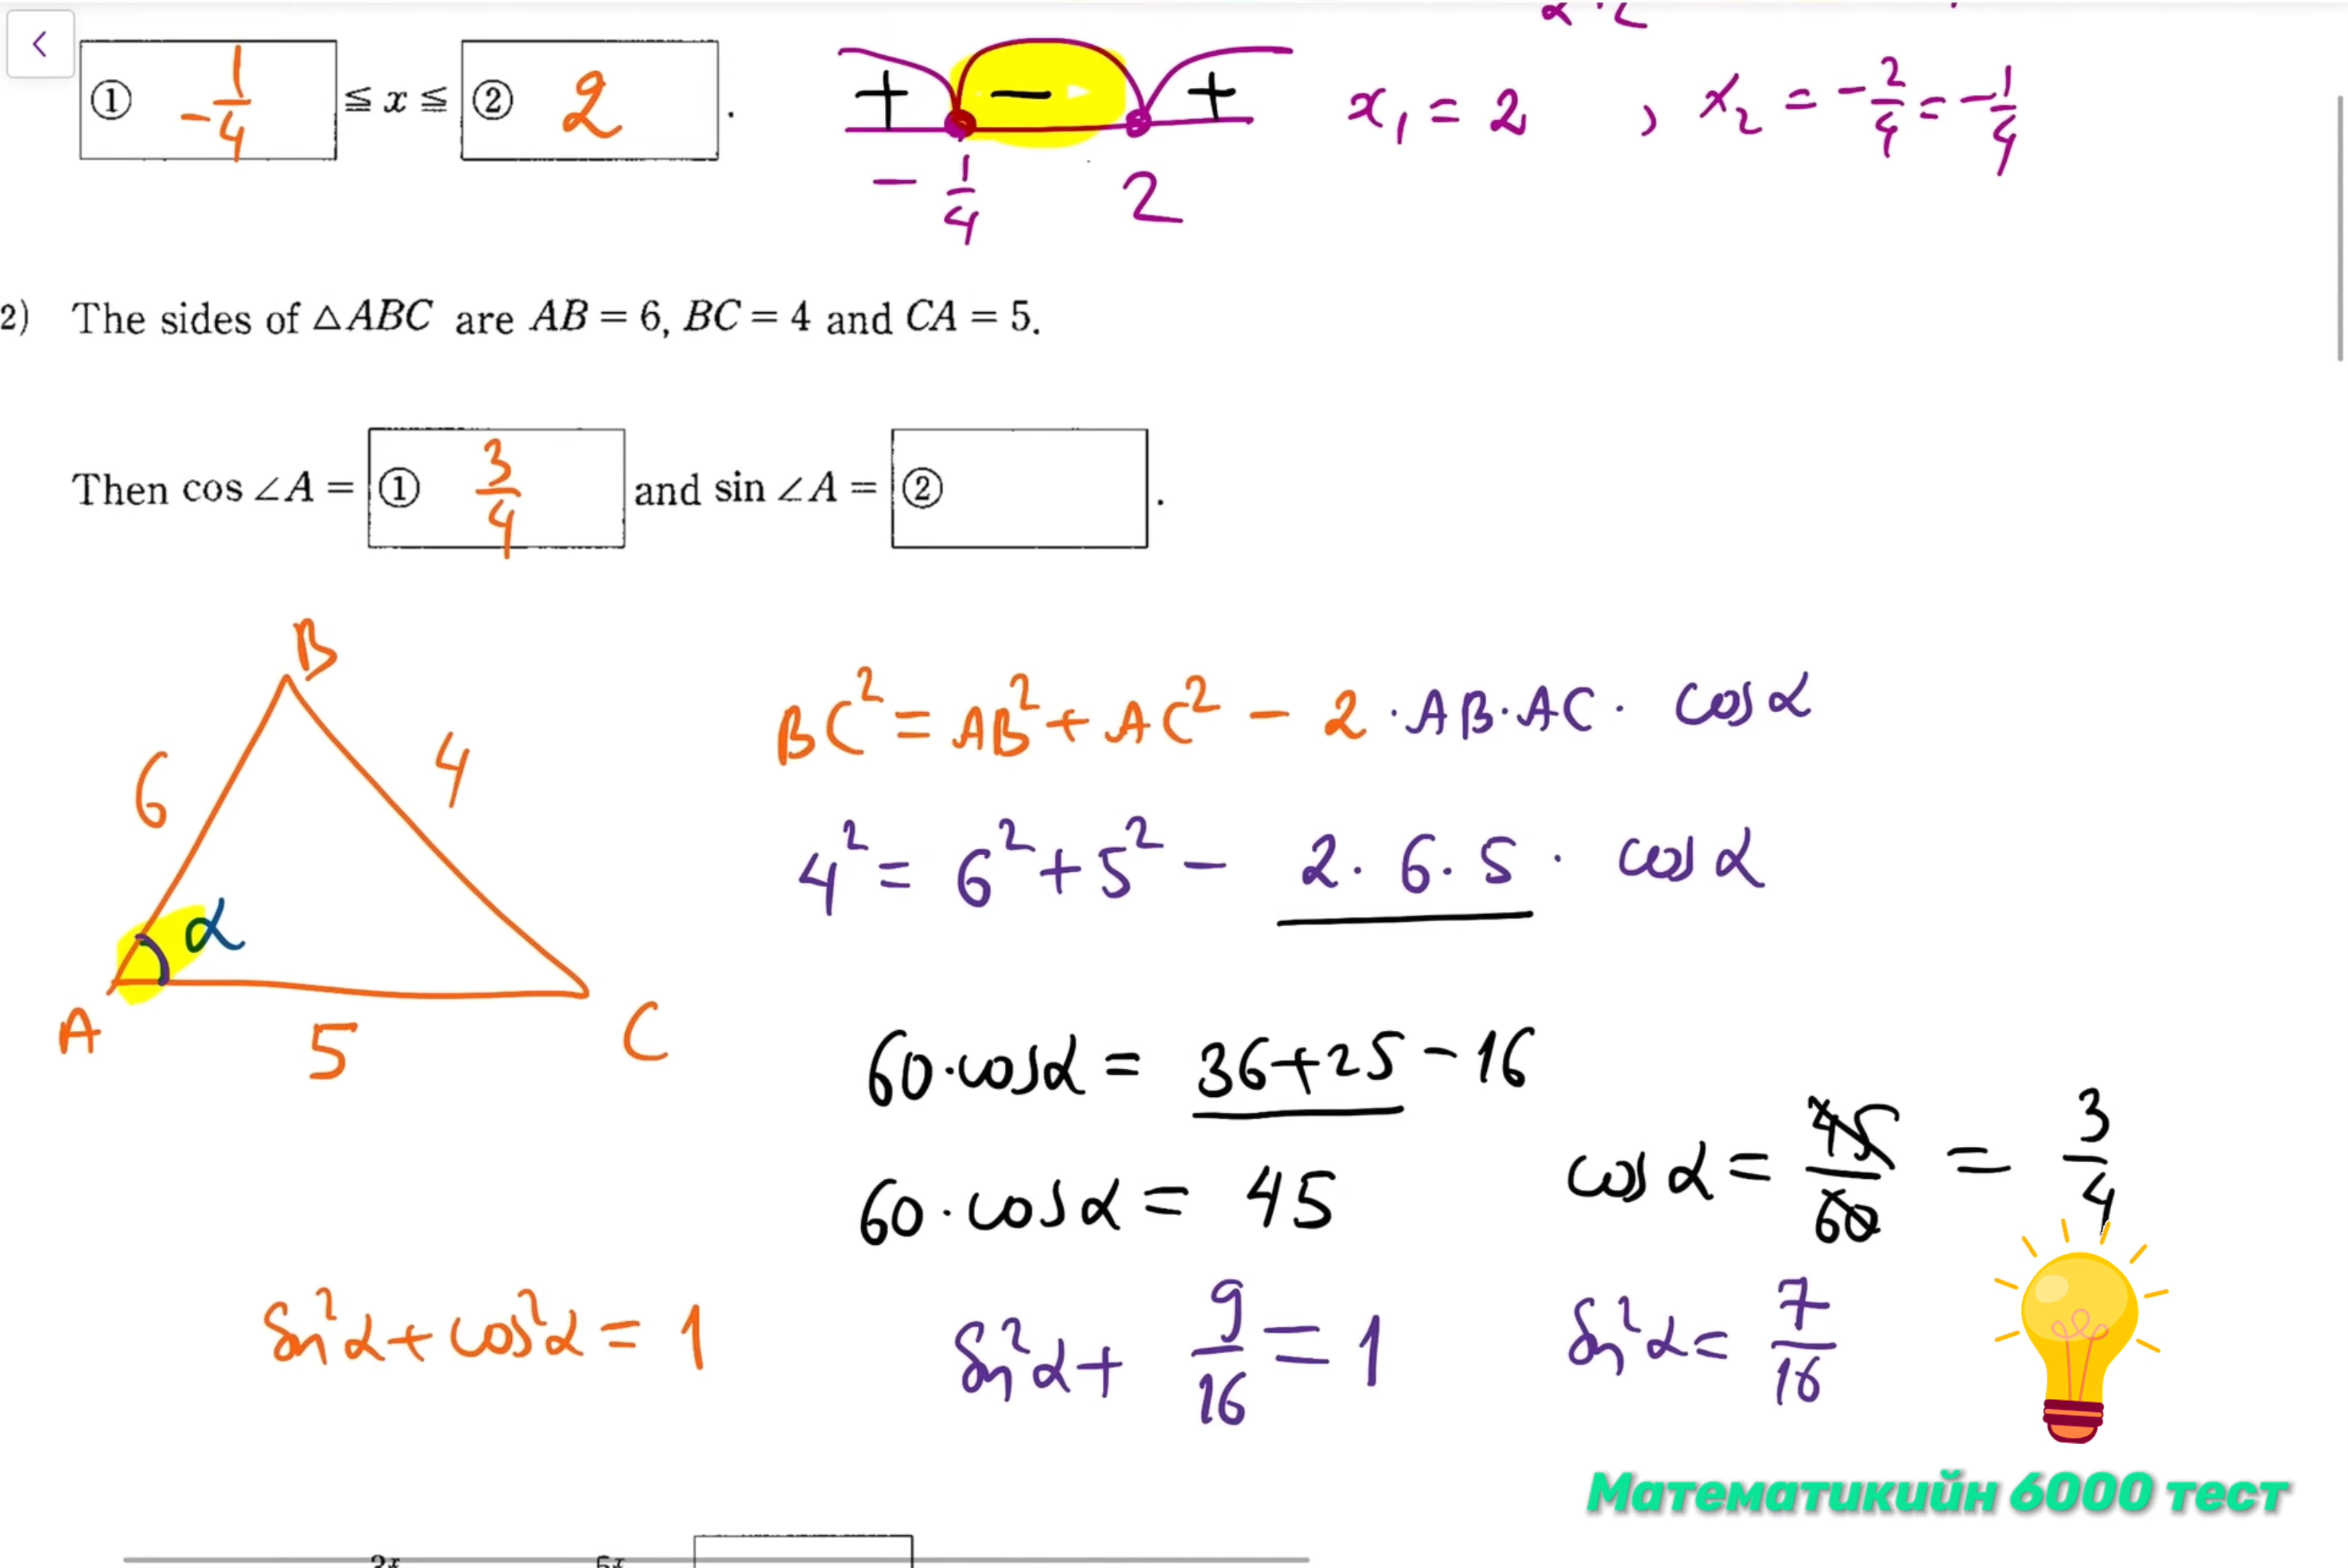 ① -1/4 ≦ x ≦ ② 2 .
+ − +
-1/4 2
x₁ = 2 , x₂ = -2/4 = -1/4
2) The sides of △ABC are AB = 6, BC = 4 and CA = 5.
Then cos ∠A = ① 3/4 and sin ∠A = ② .
B
6 4
α
A 5 C
BC² = AB² + AC² − 2 · AB · AC · cos α
4² = 6² + 5² − 2 · 6 · 5 · cos α
60 · cos α = 36 + 25 − 16
60 · cos α = 45
cos α = 45/60 = 3/4
sin²α + cos²α = 1
sin²α + 9/16 = 1
sin²α = 7/16
Математикийн 6000 тест